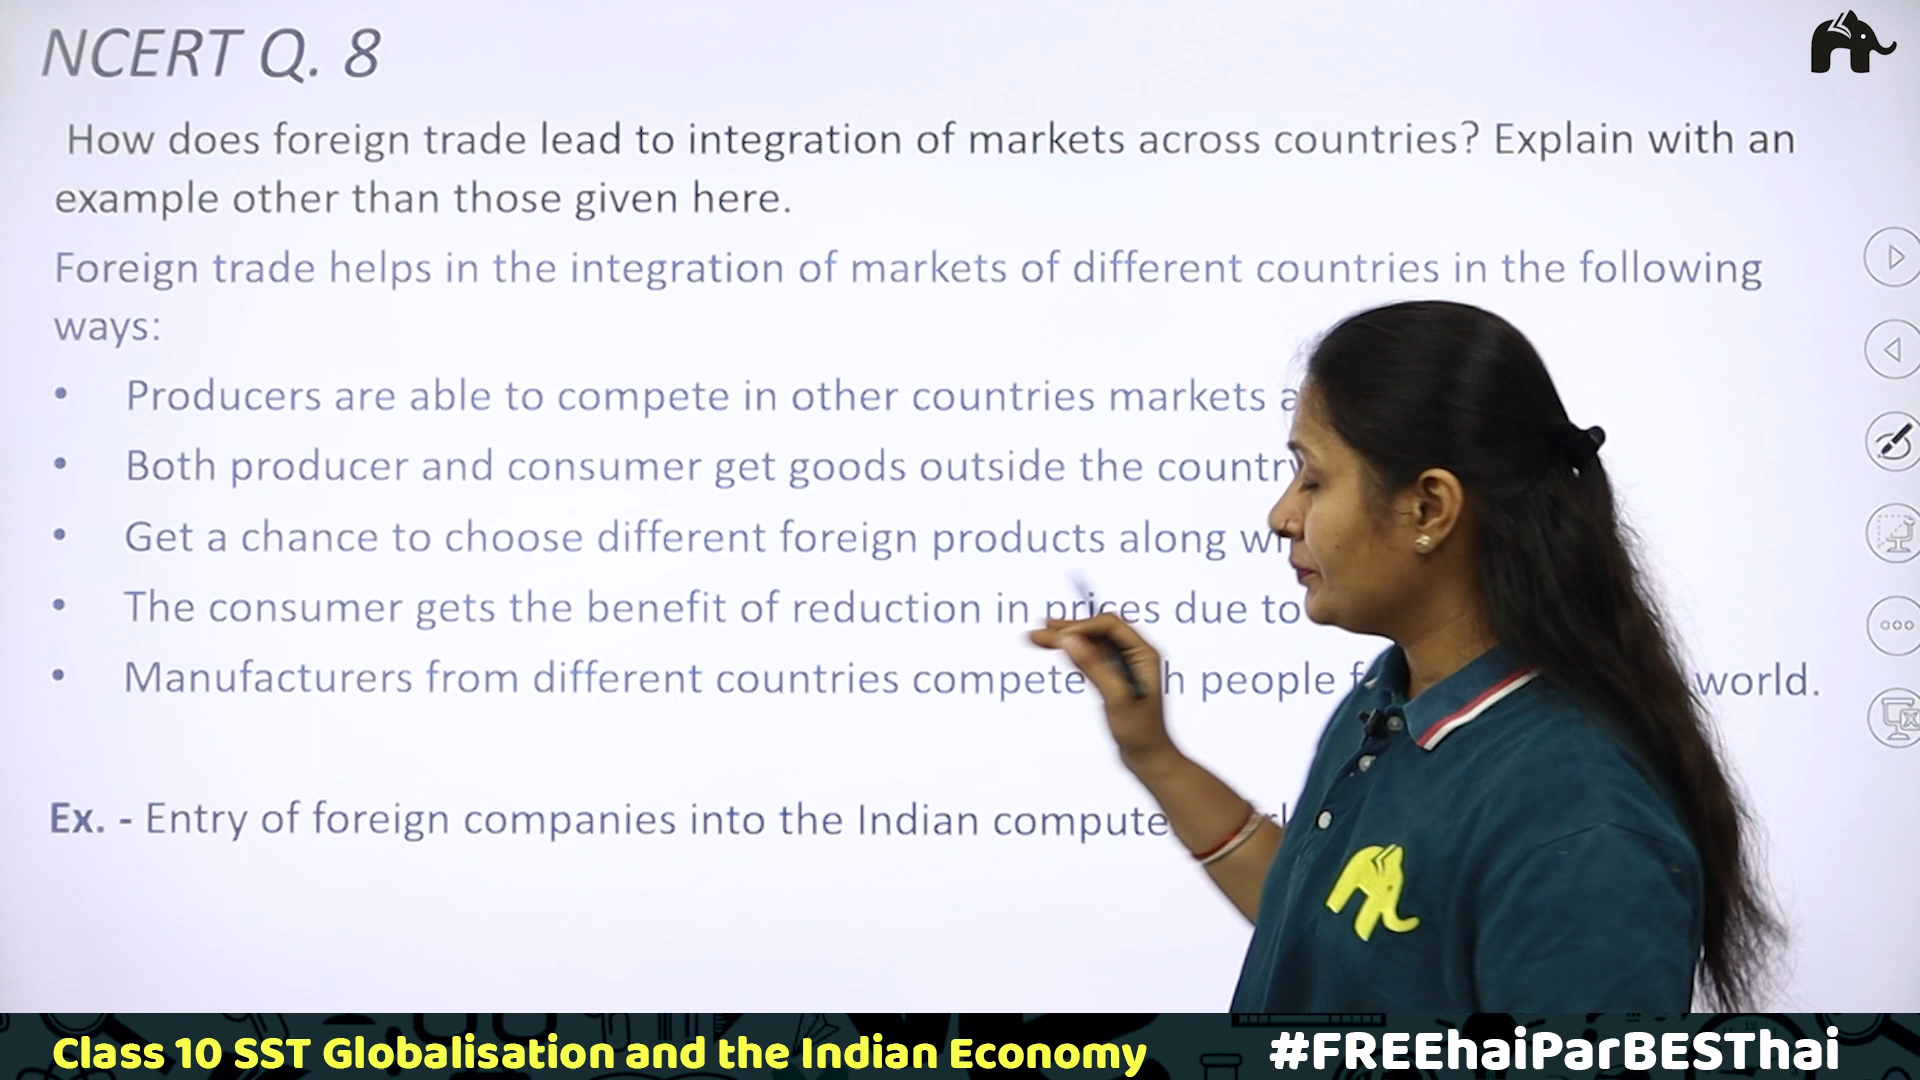 NCERT Q. 8
How does foreign trade lead to integration of markets across countries? Explain with an
example other than those given here.
Foreign trade helps in the integration of markets of different countries in the following
ways:
• Producers are able to compete in other countries markets
• Both producer and consumer get goods outside the country
• Get a chance to choose different foreign products along
• The consumer gets the benefit of reduction in prices due to
• Manufacturers from different countries compete people world.
Ex. - Entry of foreign companies into the Indian
Class 10 SST Globalisation and the Indian Economy
#FREEhaiParBESThai